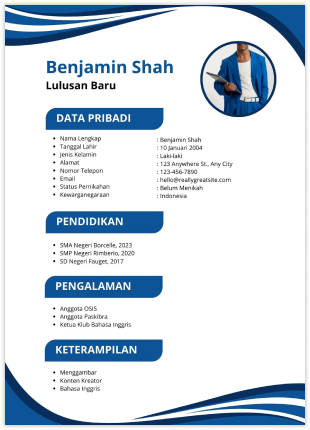 Benjamin Shah
Lulusan Baru
DATA PRIBADI
• Nama Lengkap : Benjamin Shah
• Tanggal Lahir : 10 Januari 2004
• Jenis Kelamin : Laki-laki
• Alamat : 123 Anywhere St., Any City
• Nomor Telepon : 123-456-7890
• Email : hello@reallygreatsite.com
• Status Pernikahan : Belum Menikah
• Kewarganegaraan : Indonesia
PENDIDIKAN
• SMA Negeri Borcelle, 2023
• SMP Negeri Rimberio, 2020
• SD Negeri Fauget, 2017
PENGALAMAN
• Anggota OSIS
• Anggota Paskibra
• Ketua Klub Bahasa Inggris
KETERAMPILAN
• Menggambar
• Konten Kreator
• Bahasa Inggris